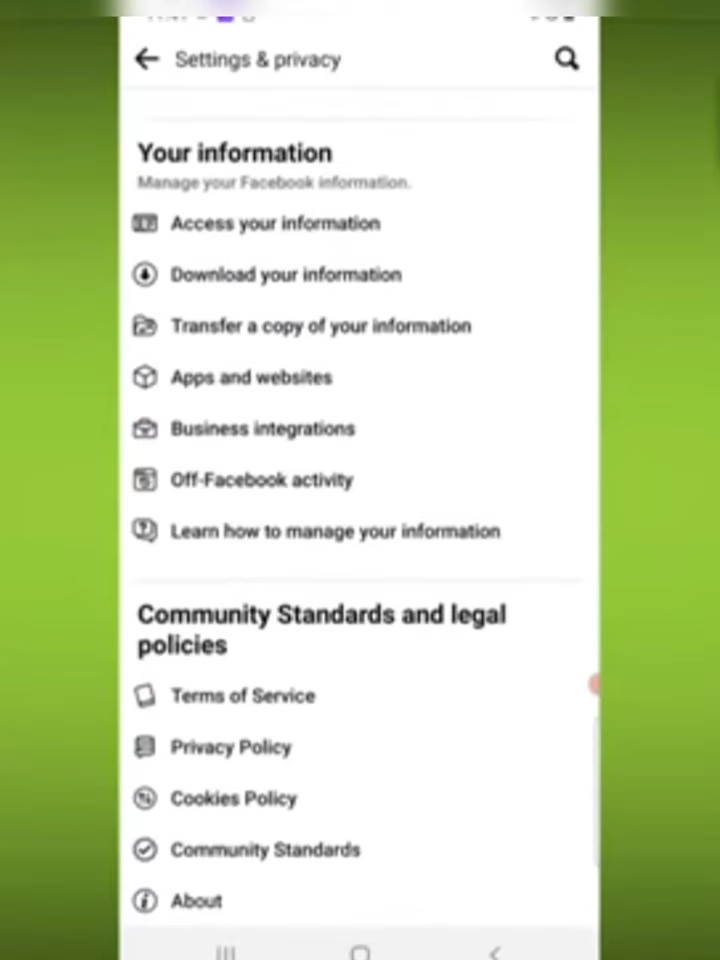 Settings & privacy
Your information
Manage your Facebook information.
Access your information
Download your information
Transfer a copy of your information
Apps and websites
Business integrations
Off-Facebook activity
Learn how to manage your information
Community Standards and legal
policies
Terms of Service
Privacy Policy
Cookies Policy
Community Standards
About